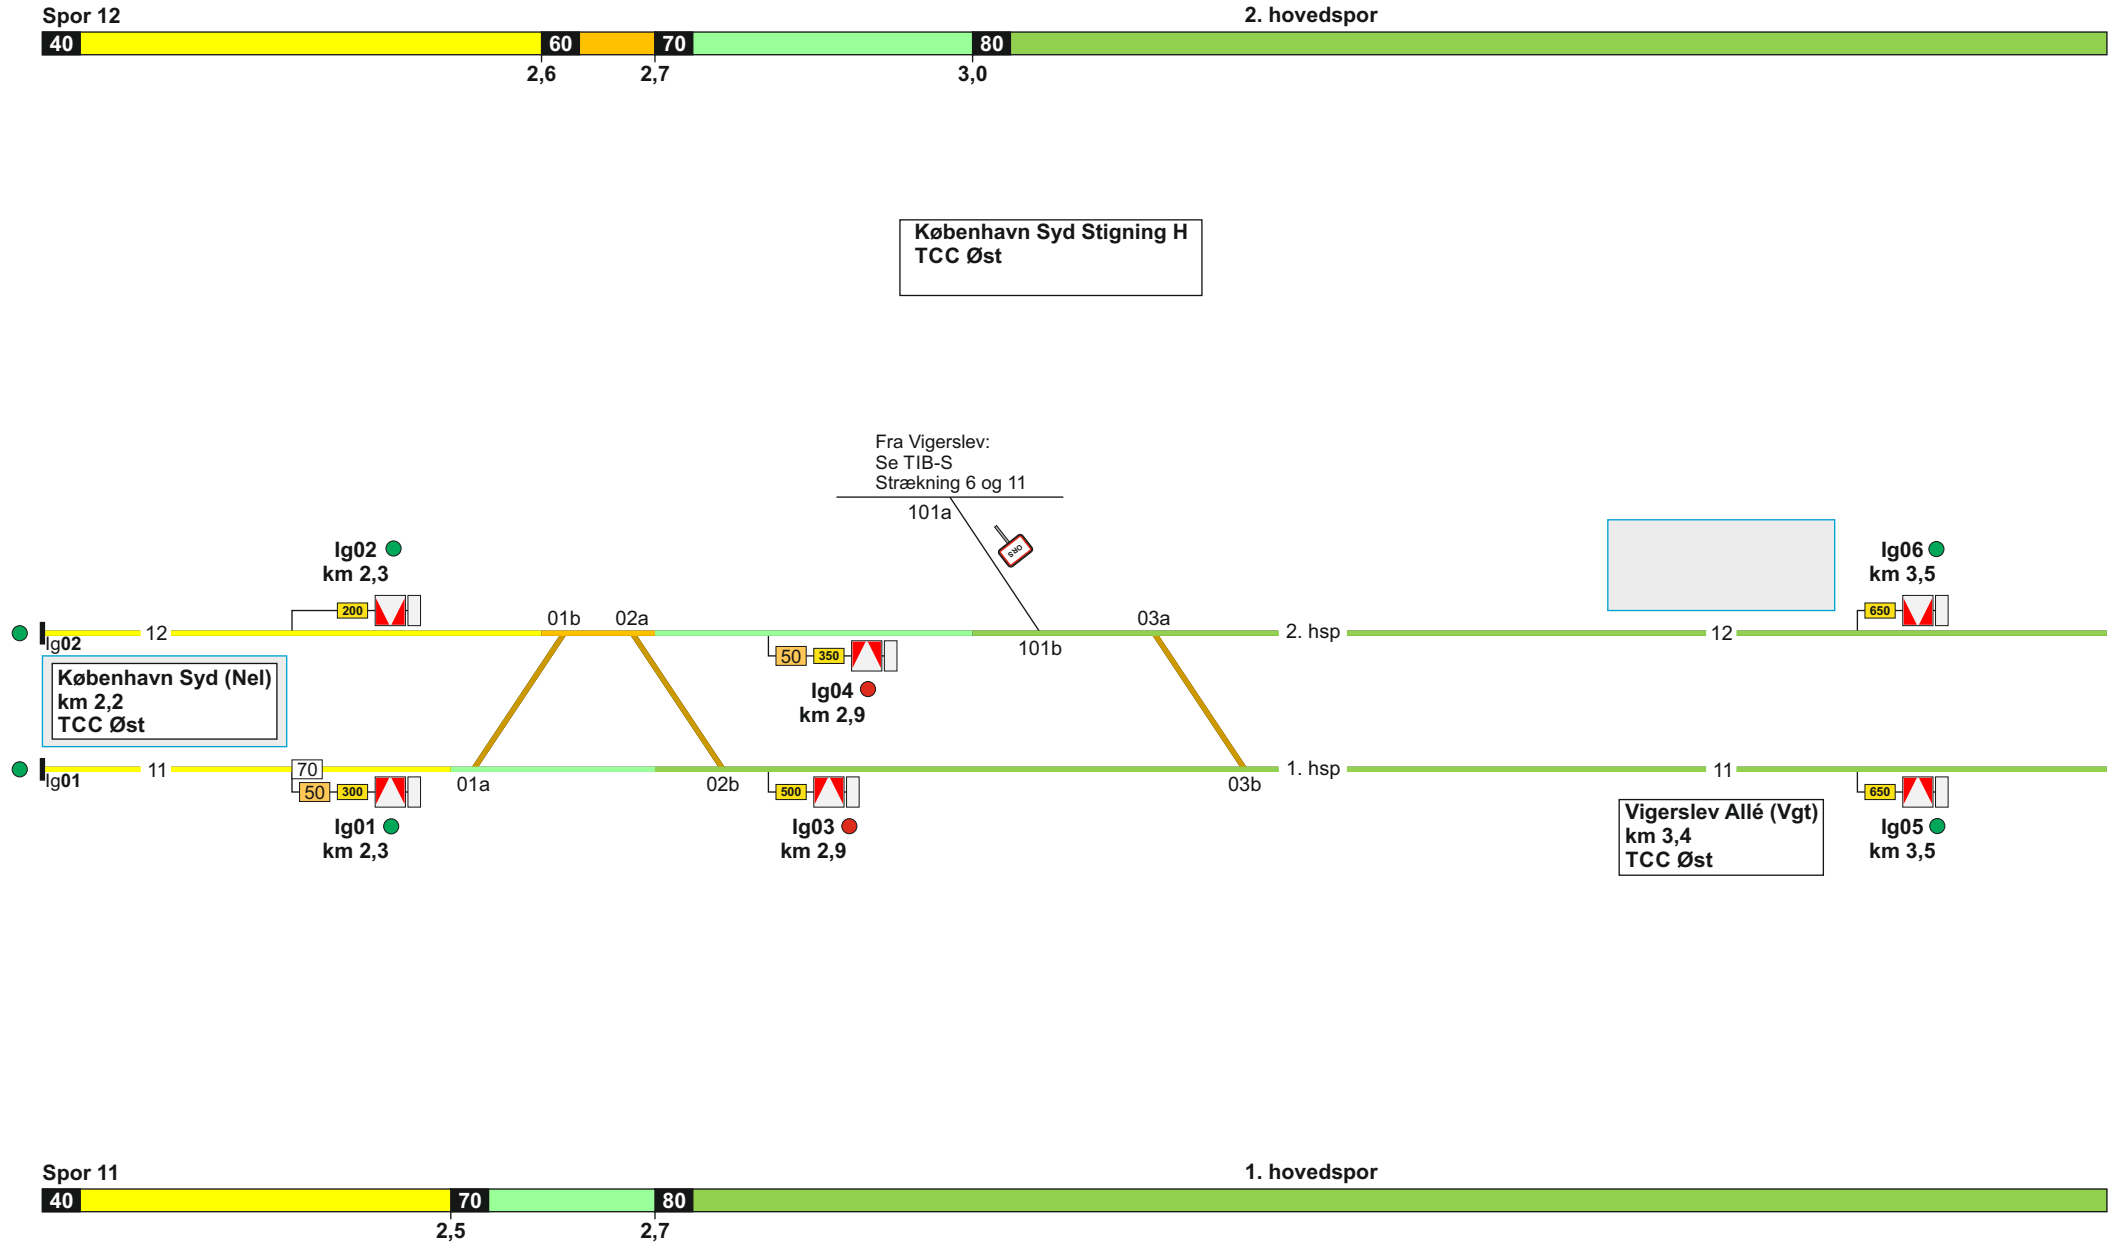 Spor 12
2. hovedspor
40
60
70
80
2,6
2,7
3,0
København Syd Stigning H
TCC Øst
Fra Vigerslev:
Se TIB-S
Strækning 6 og 11
101a
ORS
Ig02
km 2,3
Ig06
km 3,5
200
01b
02a
03a
650
Ig02
12
2. hsp
12
101b
50
350
Ig04
km 2,9
København Syd (Nel)
km 2,2
TCC Øst
Ig01
11
70
01a
02b
03b
1. hsp
11
50
300
500
650
Ig01
km 2,3
Ig03
km 2,9
Vigerslev Allé (Vgt)
km 3,4
TCC Øst
Ig05
km 3,5
Spor 11
1. hovedspor
40
70
80
2,5
2,7